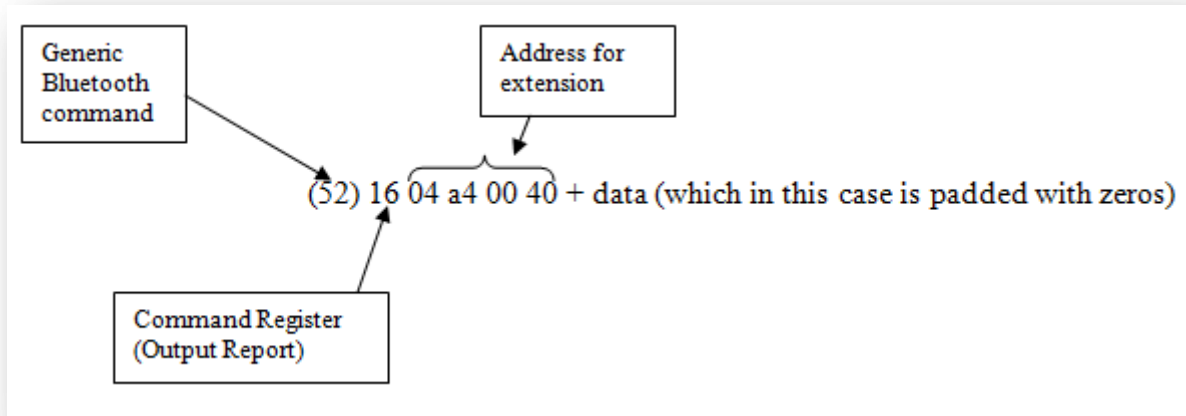 Generic
Bluetooth
command
Address for
extension
(52) 16 04 a4 00 40 + data (which in this case is padded with zeros)
Command Register
(Output Report)